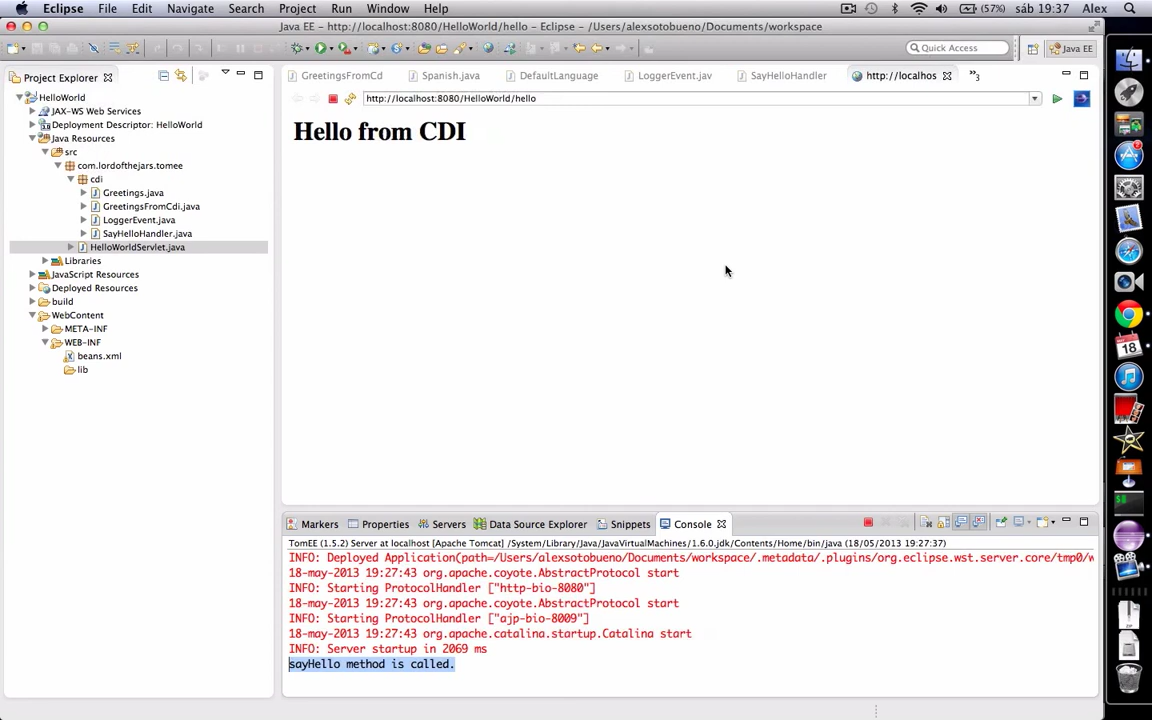 Eclipse File Edit Navigate Search Project Run Window Help (57%) sáb 19:37 Alex
Java EE – http://localhost:8080/HelloWorld/hello – Eclipse – /Users/alexsotobueno/Documents/workspace
Quick Access Java EE
Project Explorer
HelloWorld
JAX-WS Web Services
Deployment Descriptor: HelloWorld
Java Resources
src
com.lordofthejars.tomee
cdi
Greetings.java
GreetingsFromCdi.java
LoggerEvent.java
SayHelloHandler.java
HelloWorldServlet.java
Libraries
JavaScript Resources
Deployed Resources
build
WebContent
META-INF
WEB-INF
beans.xml
lib
GreetingsFromCd Spanish.java DefaultLanguage LoggerEvent.jav SayHelloHandler http://localhos »3
http://localhost:8080/HelloWorld/hello
Hello from CDI
Markers Properties Servers Data Source Explorer Snippets Console
TomEE (1.5.2) Server at localhost [Apache Tomcat] /System/Library/Java/JavaVirtualMachines/1.6.0.jdk/Contents/Home/bin/java (18/05/2013 19:27:37)
INFO: Deployed Application(path=/Users/alexsotobueno/Documents/workspace/.metadata/.plugins/org.eclipse.wst.server.core/tmp0/w
18-may-2013 19:27:43 org.apache.coyote.AbstractProtocol start
INFO: Starting ProtocolHandler ["http-bio-8080"]
18-may-2013 19:27:43 org.apache.coyote.AbstractProtocol start
INFO: Starting ProtocolHandler ["ajp-bio-8009"]
18-may-2013 19:27:43 org.apache.catalina.startup.Catalina start
INFO: Server startup in 2069 ms
sayHello method is called.
18